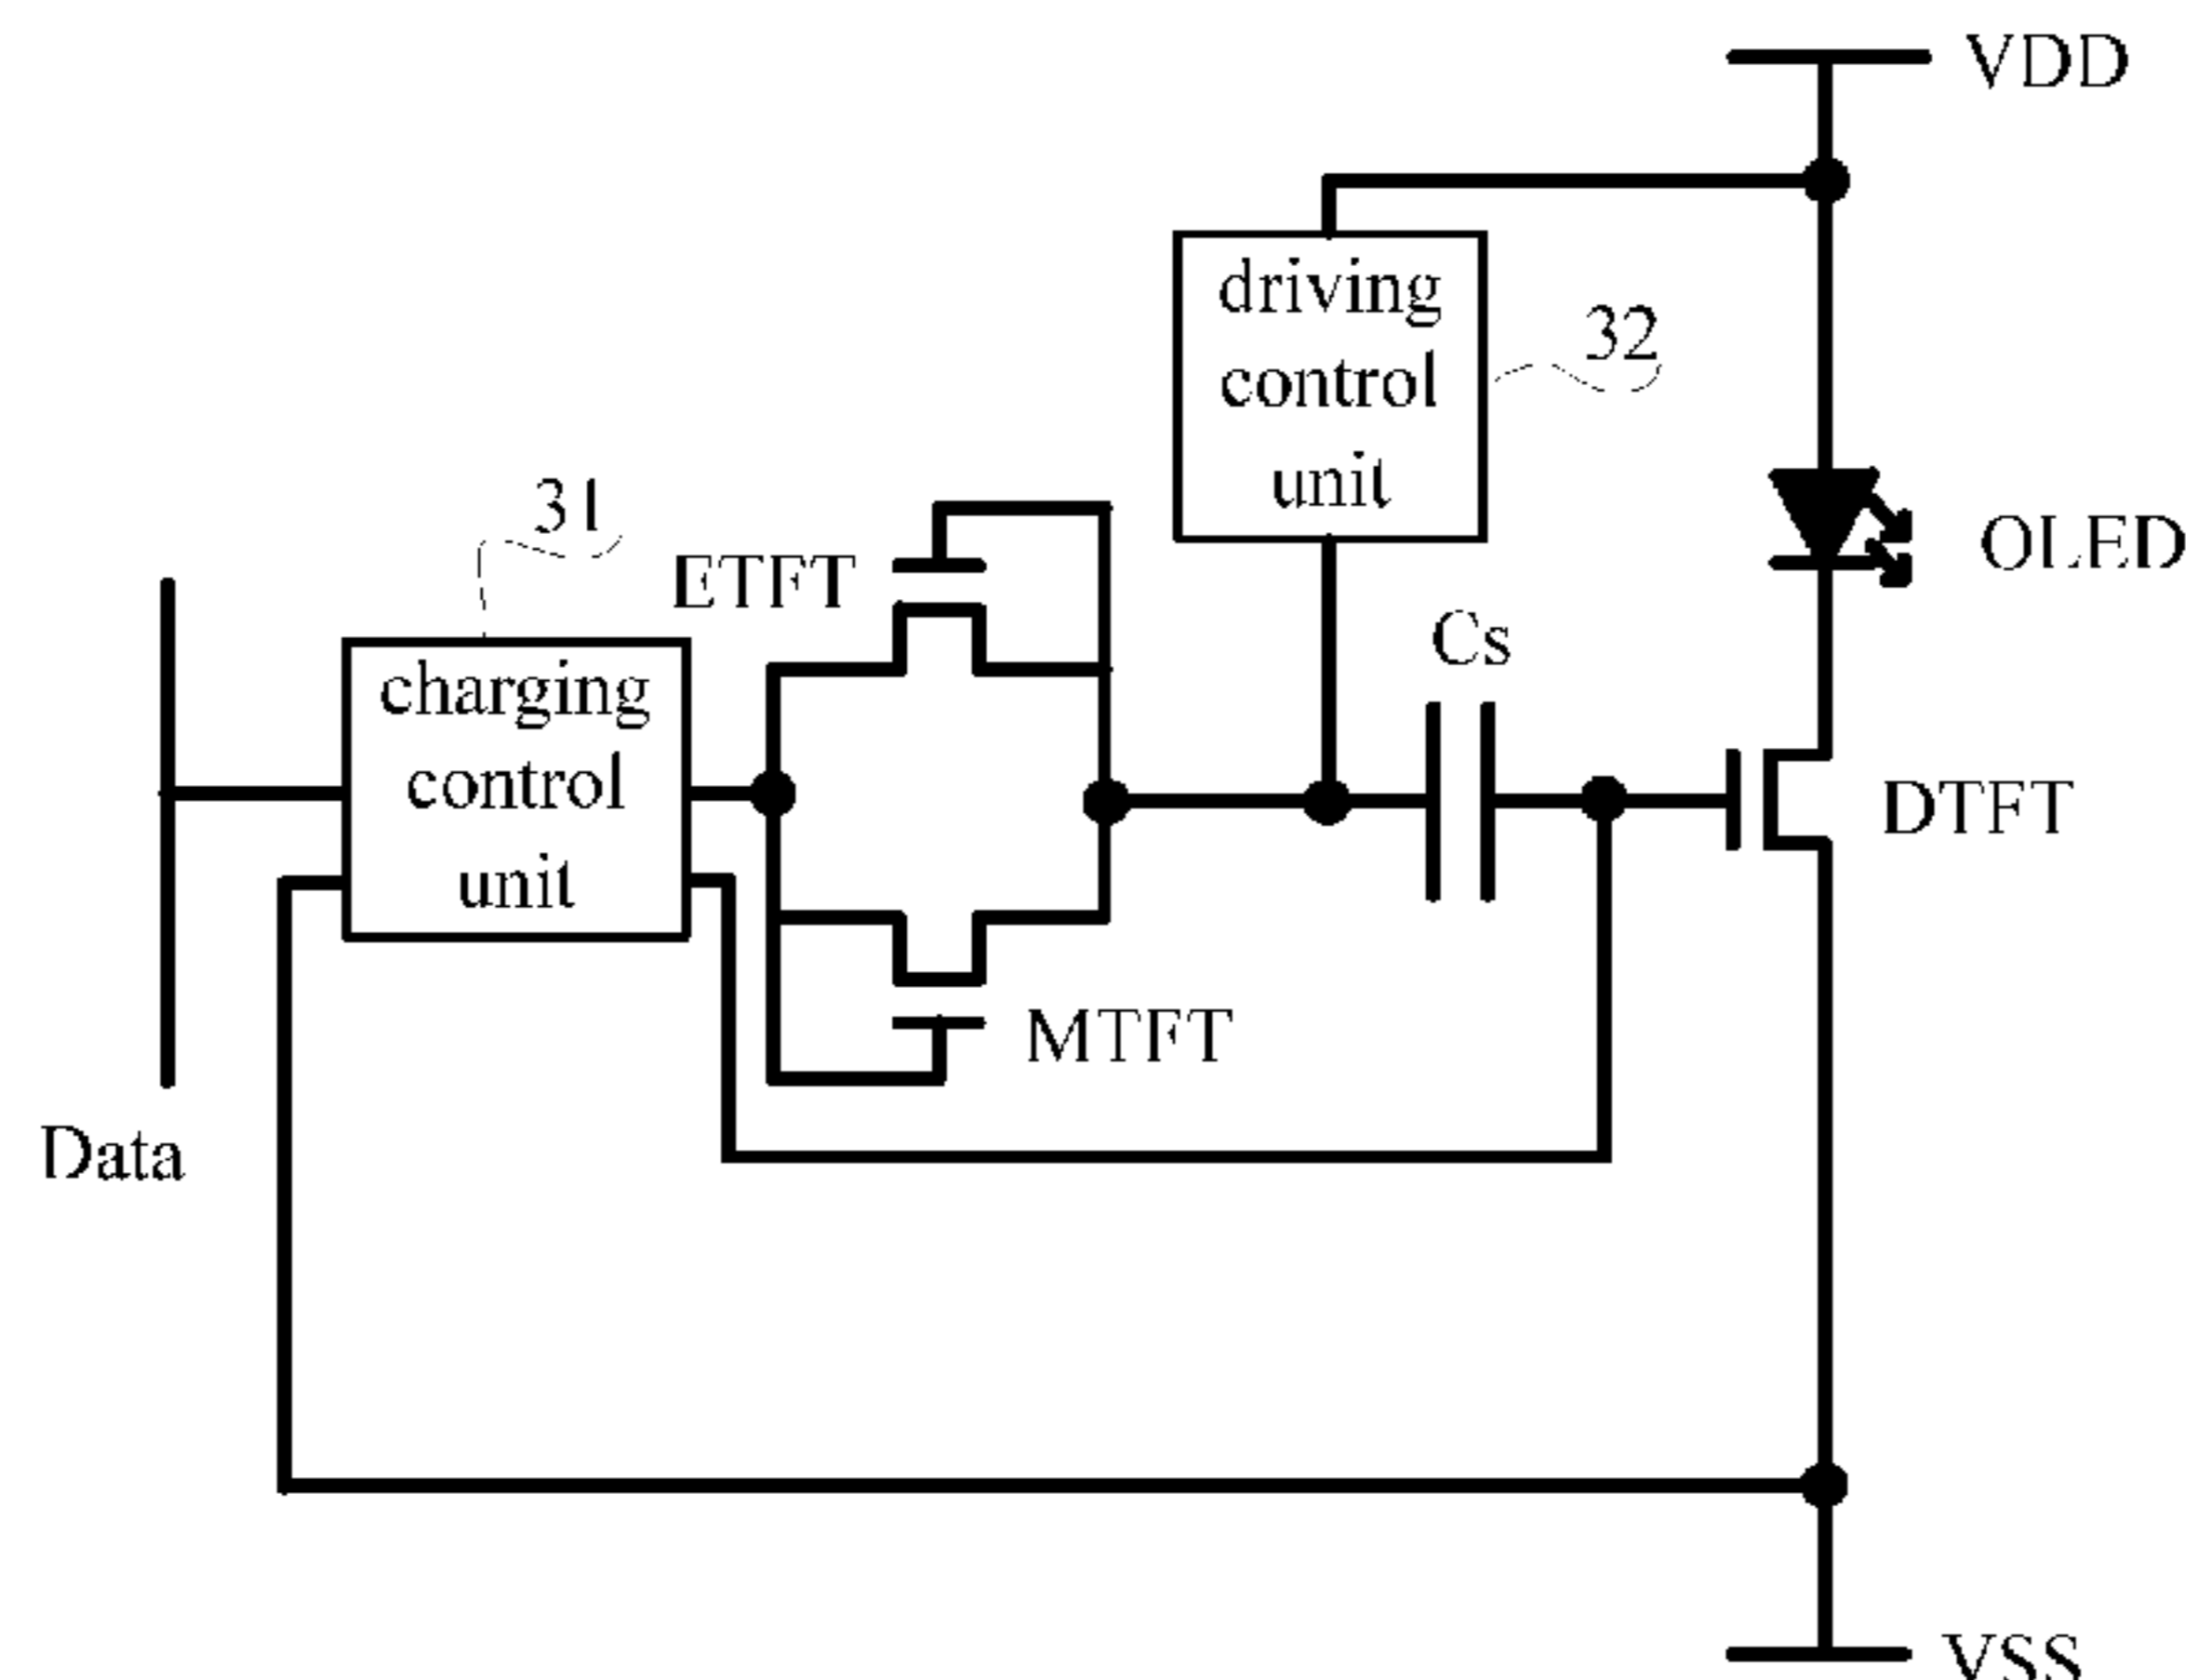 VDD
driving
control
unit
32
31
ETFT
OLED
Cs
charging
control
unit
DTFT
MTFT
Data
VSS